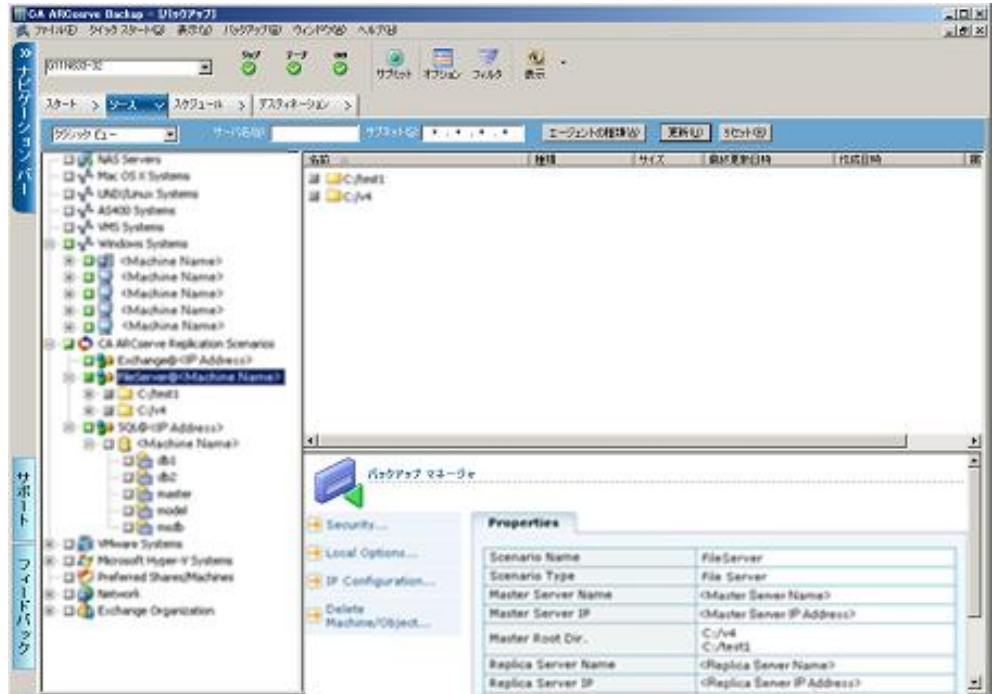 CA ARCserve Backup - [バックアップ]
ファイル(F) クイック スタート(Q) 表示(V) バックアップ(B) ウィンドウ(W) ヘルプ(H)
ジョブ テープ
サブセット オプション フィルタ 表示
スタート > ソース スケジュール > デスティネーション >
クラシック ビュー サーバ名(V) サブネット(S) エージェントの種類(W) 更新(U) リセット(R)
ナビゲーション バー
NAS Servers
Mac OS X Systems
UNIX/Linux Systems
AS400 Systems
VMS Systems
Windows Systems
<Machine Name>
<Machine Name>
<Machine Name>
<Machine Name>
<Machine Name>
CA ARCserve Replication Scenarios
Exchange@<IP Address>
FileServer@<Machine Name>
C:/test1
C:/v4
SQL@<IP Address>
<Machine Name>
db1
db2
master
model
msdb
VMware Systems
Microsoft Hyper-V Systems
Preferred Shares/Machines
Network
Exchange Organization
名前 種類 サイズ 最終更新日時 作成日時
C:/test1
C:/v4
サポート
フィードバック
バックアップ マネージャ
Security...
Local Options...
IP Configuration...
Delete
Machine/Object...
Properties
Scenario Name FileServer
Scenario Type File Server
Master Server Name <Master Server Name>
Master Server IP <Master Server IP Address>
Master Root Dir. C:/v4
C:/test1
Replica Server Name <Replica Server Name>
Replica Server IP <Replica Server IP Address>